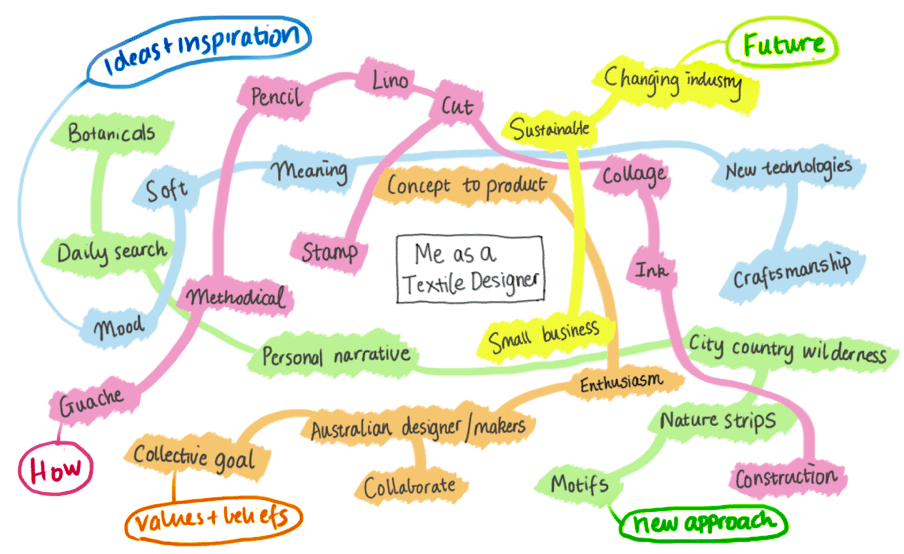 Ideas + inspiration
Future
Lino
Changing industry
Pencil
Cut
Botanicals
Sustainable
Meaning
New technologies
Soft
Concept to product
Collage
Daily search
Stamp
Me as a
Textile Designer
Ink
Craftsmanship
Methodical
Mood
Small business
Personal narrative
City country wilderness
Enthusiasm
Guache
Australian designer/makers
Nature strips
Collective goal
How
Collaborate
Motifs
Construction
values + beliefs
new approach